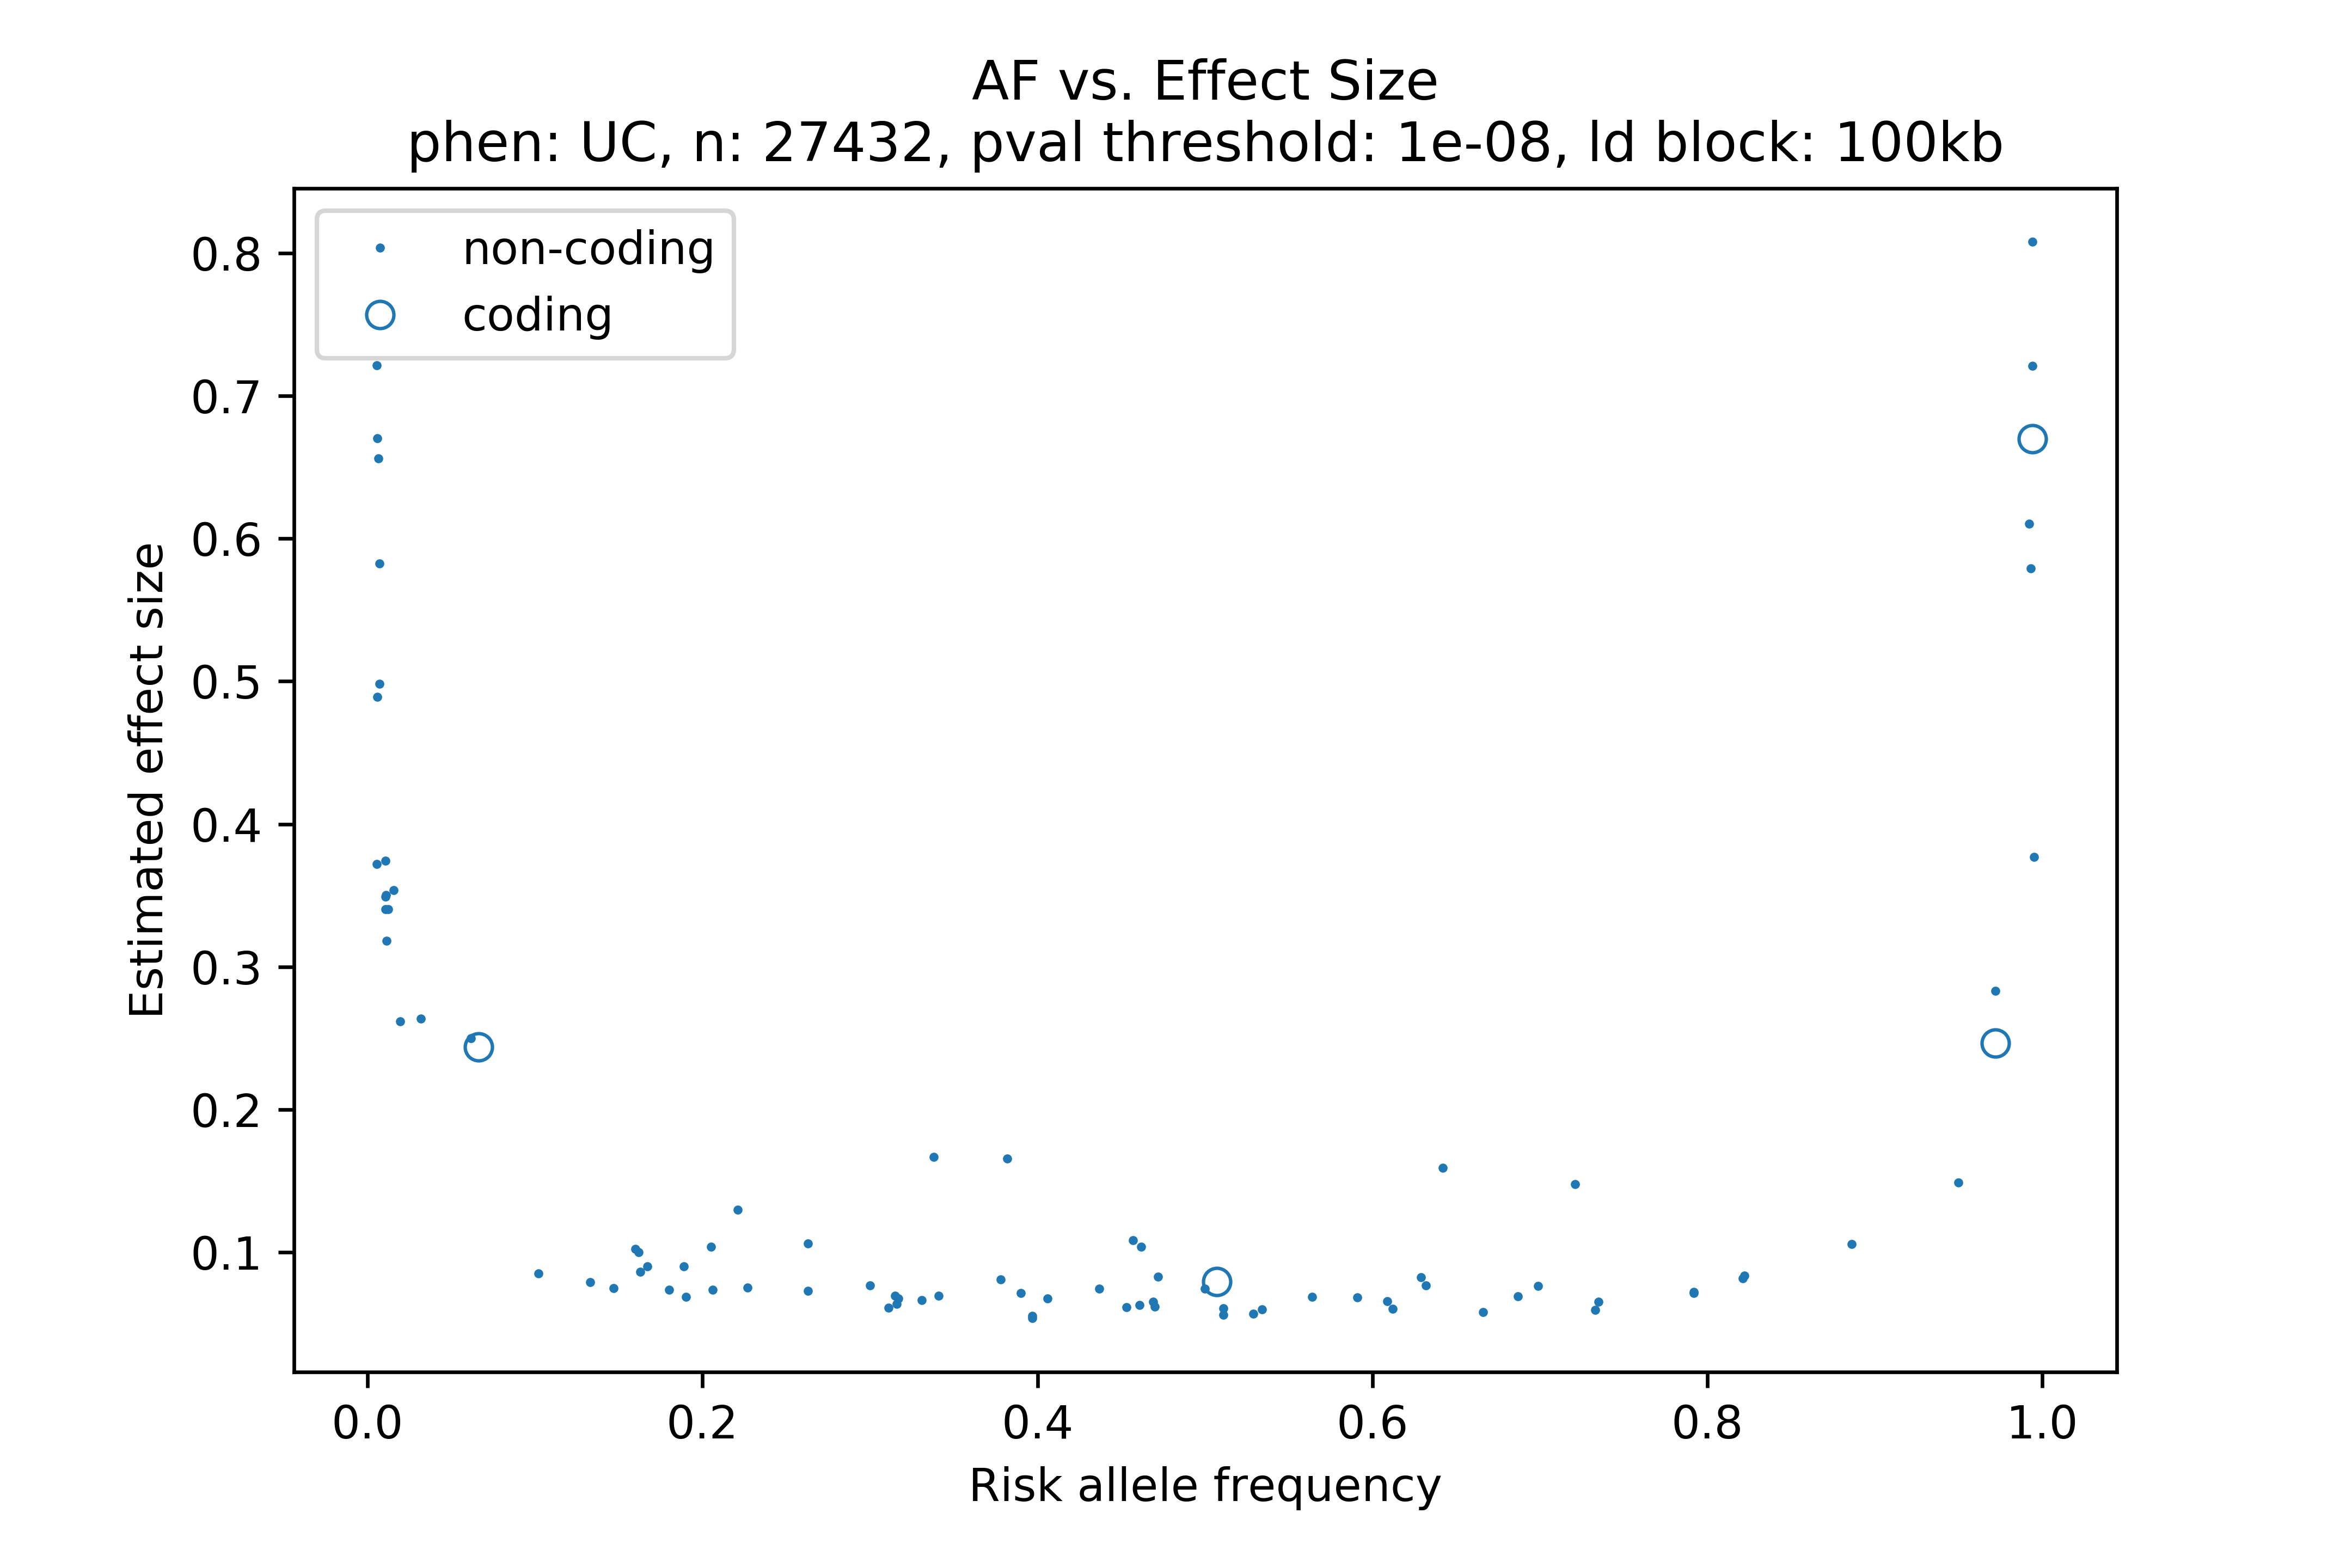 AF vs. Effect Size
phen: UC, n: 27432, pval threshold: 1e-08, ld block: 100kb
non-coding
coding
0.8
0.7
0.6
0.5
0.4
0.3
0.2
0.1
Estimated effect size
0.0 0.2 0.4 0.6 0.8 1.0
Risk allele frequency